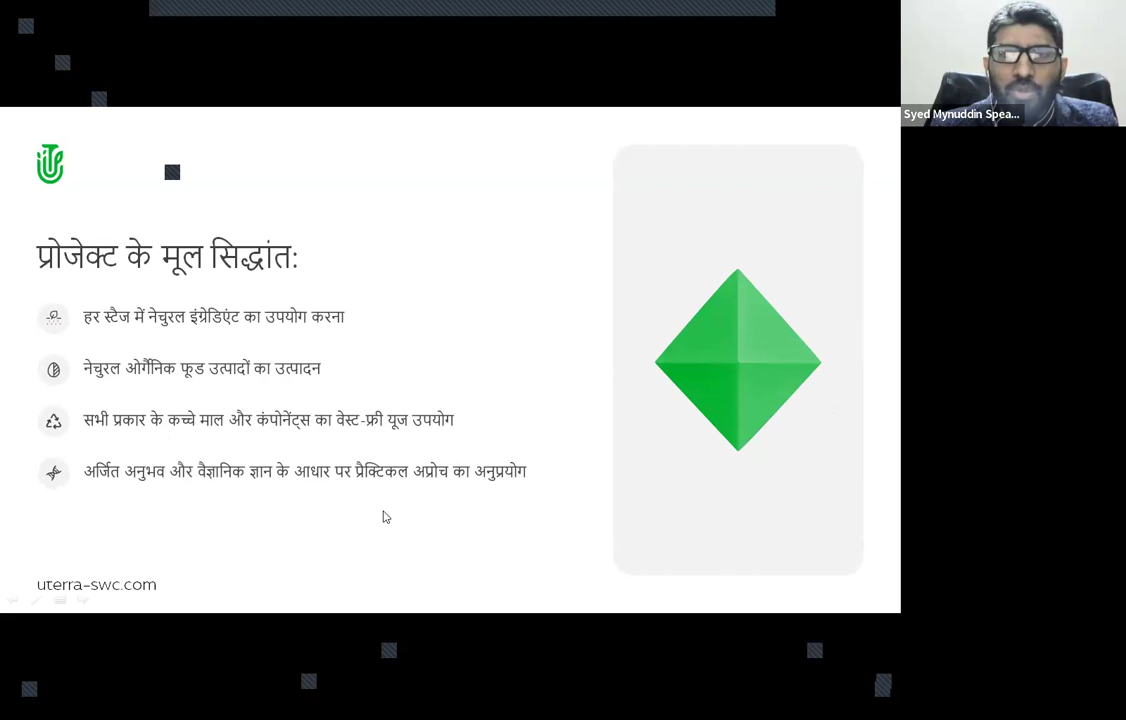 Syed Mynuddin Spea...
प्रोजेक्ट के मूल सिद्धांत:
हर स्टैज में नेचुरल इंग्रेडिएंट का उपयोग करना
नेचुरल ओर्गैनिक फूड उत्पादों का उत्पादन
सभी प्रकार के कच्चे माल और कंपोनेंट्स का वेस्ट-फ्री यूज उपयोग
अर्जित अनुभव और वैज्ञानिक ज्ञान के आधार पर प्रैक्टिकल अप्रोच का अनुप्रयोग
uterra-swc.com